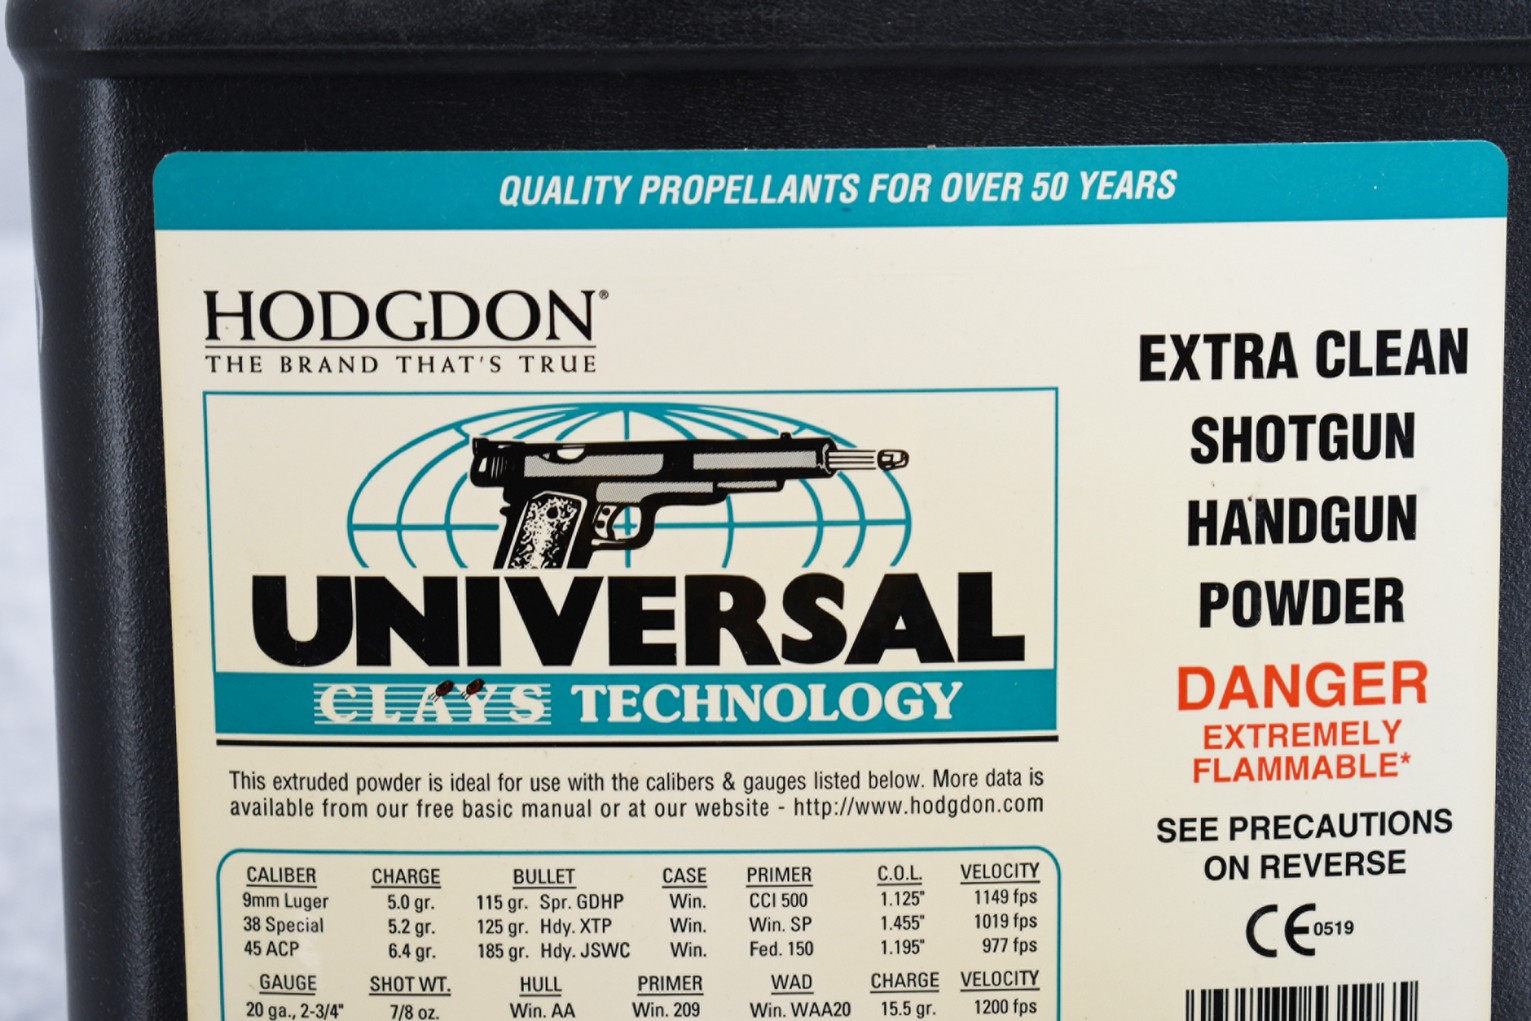 QUALITY PROPELLANTS FOR OVER 50 YEARS
HODGDON®
THE BRAND THAT'S TRUE
UNIVERSAL
CLAYS TECHNOLOGY
This extruded powder is ideal for use with the calibers & gauges listed below. More data is
available from our free basic manual or at our website - http://www.hodgdon.com
CALIBER CHARGE BULLET CASE PRIMER C.O.L. VELOCITY
9mm Luger 5.0 gr. 115 gr. Spr. GDHP Win. CCI 500 1.125" 1149 fps
38 Special 5.2 gr. 125 gr. Hdy. XTP Win. Win. SP 1.455" 1019 fps
45 ACP 6.4 gr. 185 gr. Hdy. JSWC Win. Fed. 150 1.195" 977 fps
GAUGE SHOT WT. HULL PRIMER WAD CHARGE VELOCITY
20 ga., 2-3/4" 7/8 oz. Win. AA Win. 209 Win. WAA20 15.5 gr. 1200 fps
EXTRA CLEAN
SHOTGUN
HANDGUN
POWDER
DANGER
EXTREMELY
FLAMMABLE*
SEE PRECAUTIONS
ON REVERSE
CE 0519